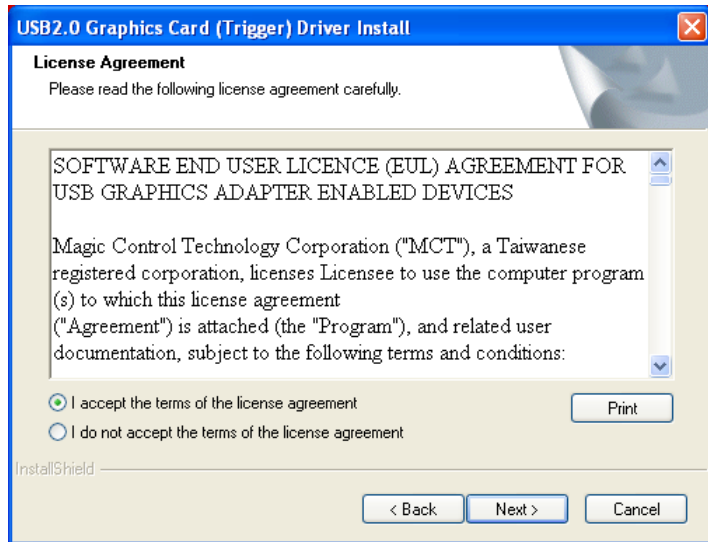 USB2.0 Graphics Card (Trigger) Driver Install
License Agreement
Please read the following license agreement carefully.
SOFTWARE END USER LICENCE (EUL) AGREEMENT FOR
USB GRAPHICS ADAPTER ENABLED DEVICES
Magic Control Technology Corporation ("MCT"), a Taiwanese
registered corporation, licenses Licensee to use the computer program
(s) to which this license agreement
("Agreement") is attached (the "Program"), and related user
documentation, subject to the following terms and conditions:
I accept the terms of the license agreement
Print
I do not accept the terms of the license agreement
InstallShield
< Back Next > Cancel